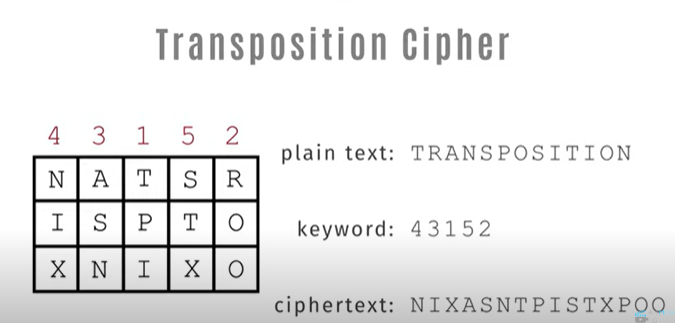 Transposition Cipher
4 3 1 5 2
N A T S R
I S P T O
X N I X O
plain text: TRANSPOSITION
keyword: 43152
ciphertext: NIXASNTPISTXPOO